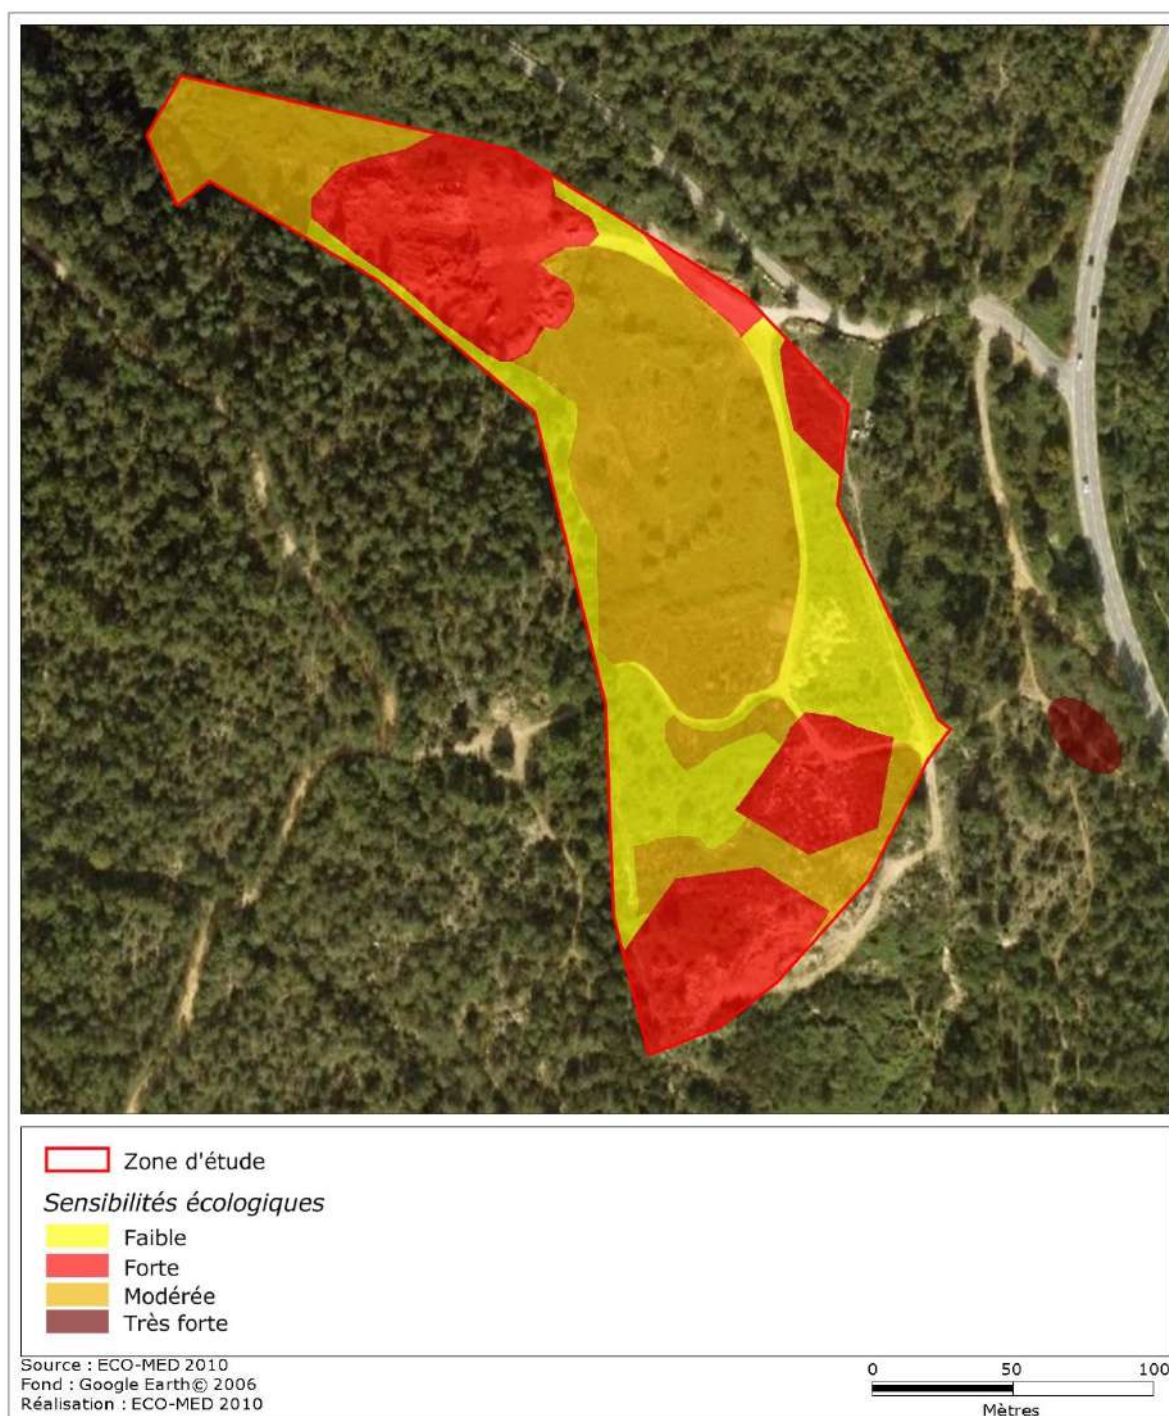 Zone d'étude
Sensibilités écologiques
Faible
Forte
Modérée
Très forte
Source : ECO-MED 2010
Fond : Google Earth© 2006
Réalisation : ECO-MED 2010
0 50 100
Mètres